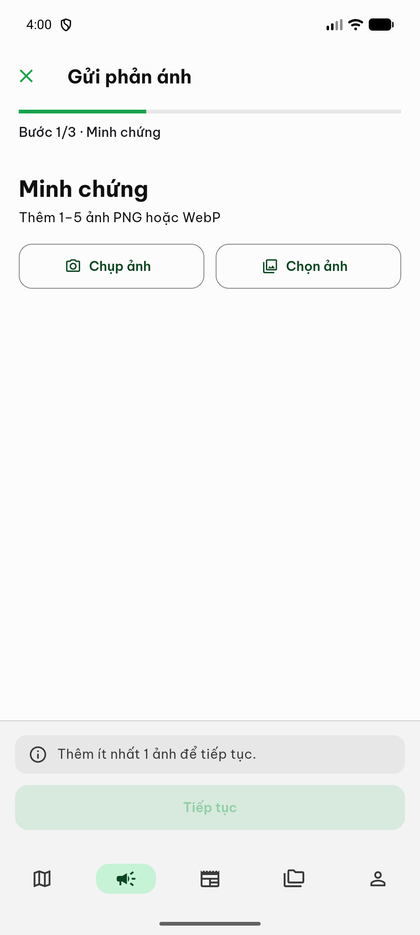 4:00
Gửi phản ánh
Bước 1/3 · Minh chứng
Minh chứng
Thêm 1–5 ảnh PNG hoặc WebP
Chụp ảnh
Chọn ảnh
Thêm ít nhất 1 ảnh để tiếp tục.
Tiếp tục